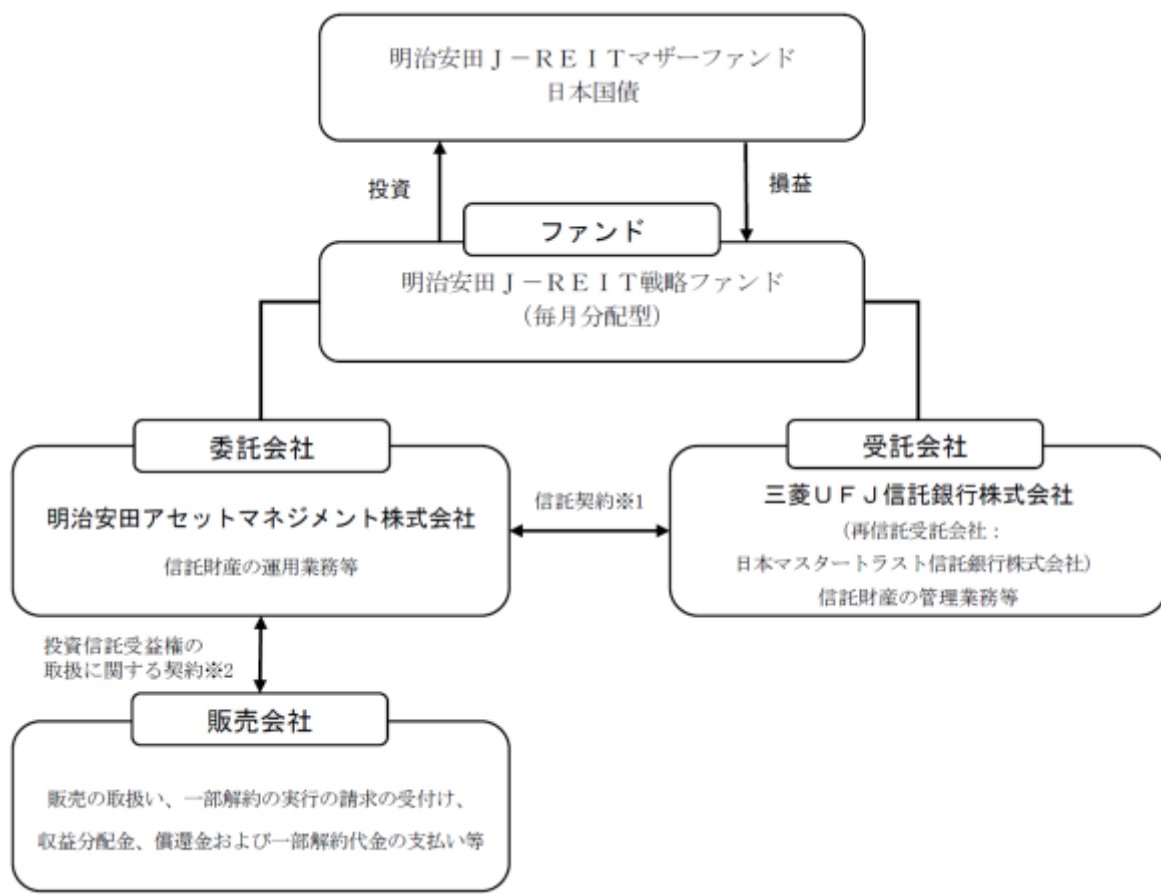 明治安田Ｊ－ＲＥＩＴマザーファンド
日本国債
投資
損益
ファンド
明治安田Ｊ－ＲＥＩＴ戦略ファンド
（毎月分配型）
委託会社
明治安田アセットマネジメント株式会社
信託財産の運用業務等
信託契約※1
受託会社
三菱ＵＦＪ信託銀行株式会社
（再信託受託会社：
日本マスタートラスト信託銀行株式会社）
信託財産の管理業務等
投資信託受益権の
取扱に関する契約※2
販売会社
販売の取扱い、一部解約の実行の請求の受付け、
収益分配金、償還金および一部解約代金の支払い等